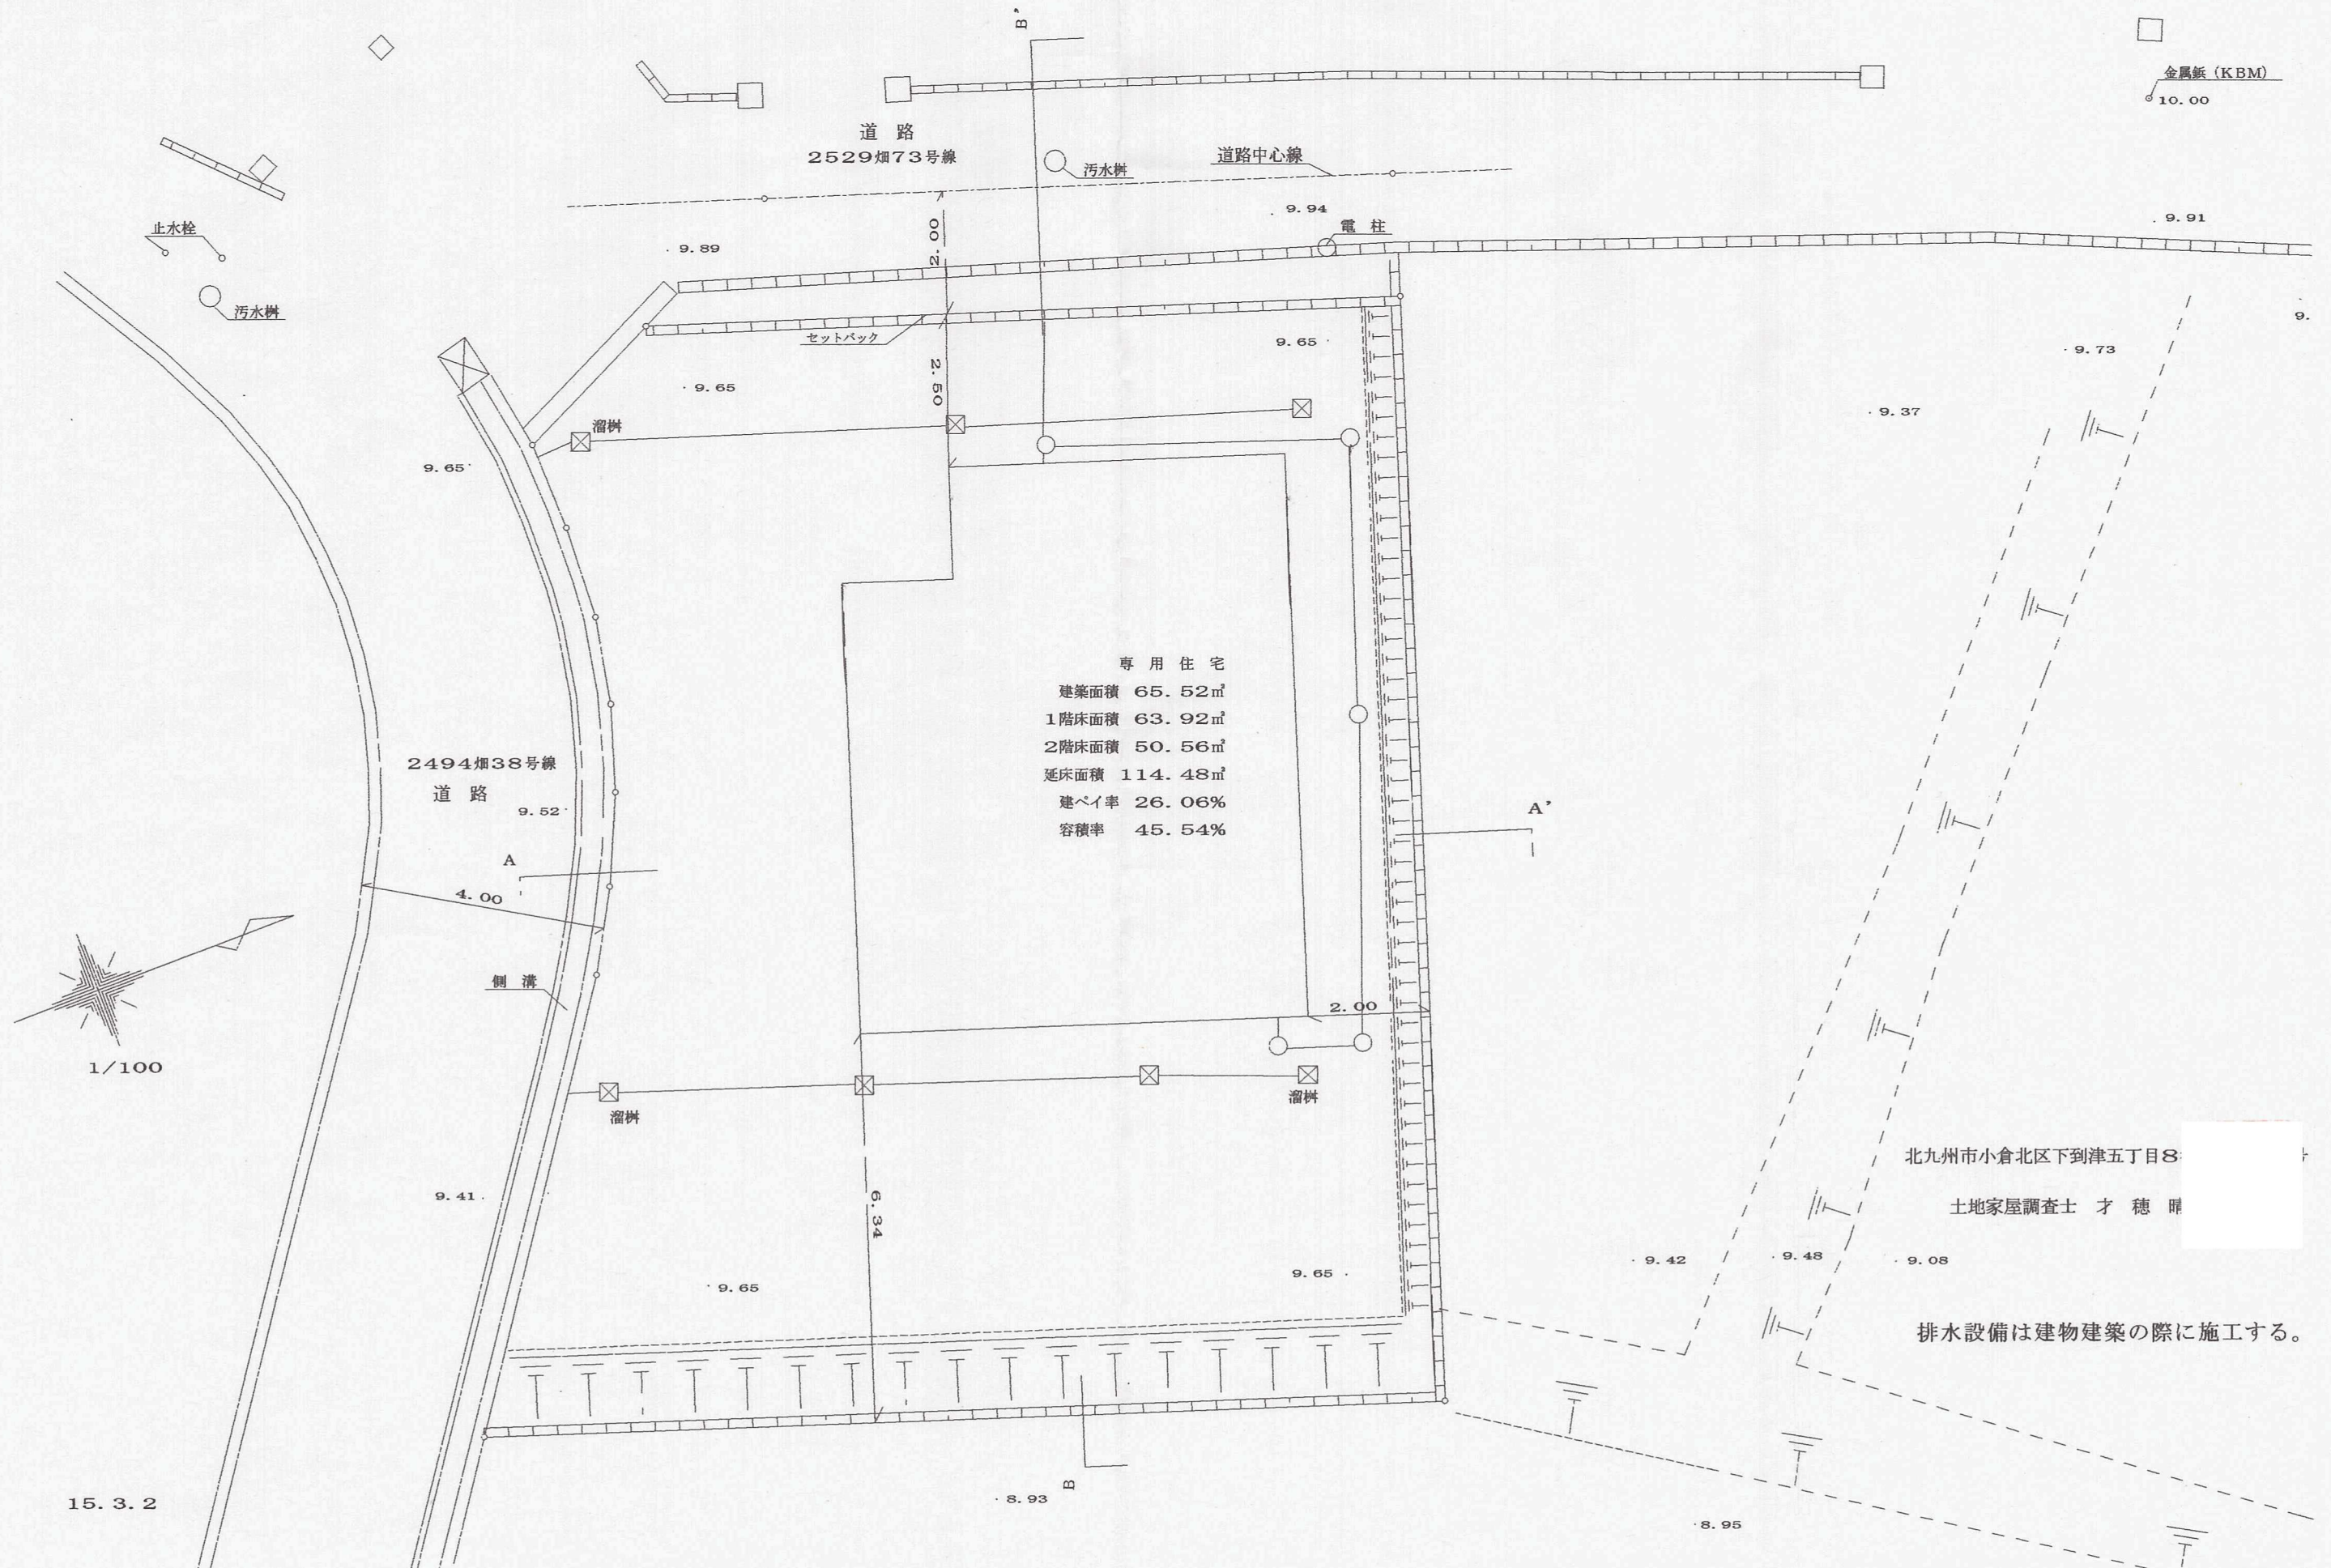 B’
金属鋲（KBM）
10.00
道　路
2529畑73号線
汚水桝
道路中心線
9.94
電　柱
9.91
止水栓
9.89
2.00
汚水桝
9.
セットバック
9.65
9.73
9.65
2.50
9.37
溜桝
9.65
専　用　住　宅
建築面積　65.52㎡
1階床面積　63.92㎡
2階床面積　50.56㎡
延床面積　114.48㎡
建ペイ率　26.06%
容積率　45.54%
2494畑38号線
道　路
9.52
A’
A
4.00
側　溝
2.00
1/100
溜桝
溜桝
北九州市小倉北区下到津五丁目8
土地家屋調査士　才　穂　晴
9.41
6.34
9.65
9.65
9.42
9.48
9.08
排水設備は建物建築の際に施工する。
B
8.93
15.3.2
8.95